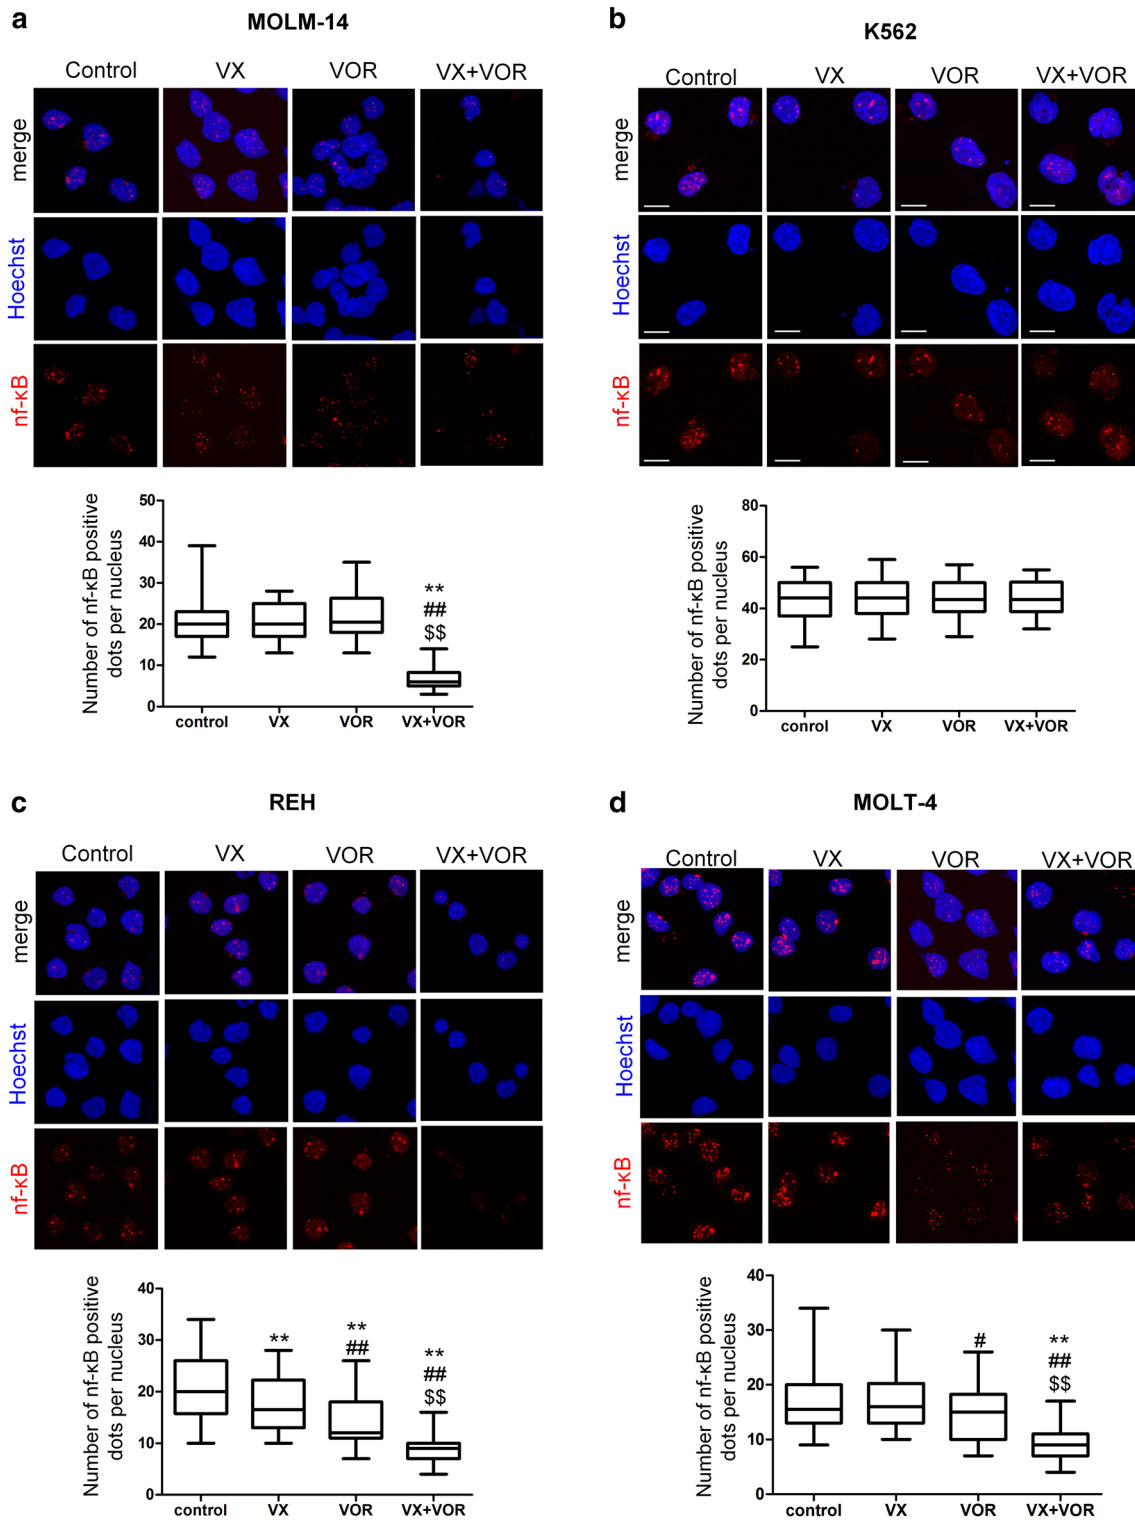 a
MOLM-14
Control VX VOR VX+VOR
merge
Hoechst
nf-κB
Number of nf-κB positive
dots per nucleus
50
40
30
20
10
0
**
##
$$
control VX VOR VX+VOR
b
K562
Control VX VOR VX+VOR
merge
Hoechst
nf-κB
Number of nf-κB positive
dots per nucleus
80
60
40
20
0
conrol VX VOR VX+VOR
c
REH
Control VX VOR VX+VOR
merge
Hoechst
nf-κB
Number of nf-κB positive
dots per nucleus
40
30
20
10
0
**
**
##
**
##
$$
control VX VOR VX+VOR
d
MOLT-4
Control VX VOR VX+VOR
merge
Hoechst
nf-κB
Number of nf-κB positive
dots per nucleus
40
30
20
10
0
#
**
##
$$
control VX VOR VX+VOR